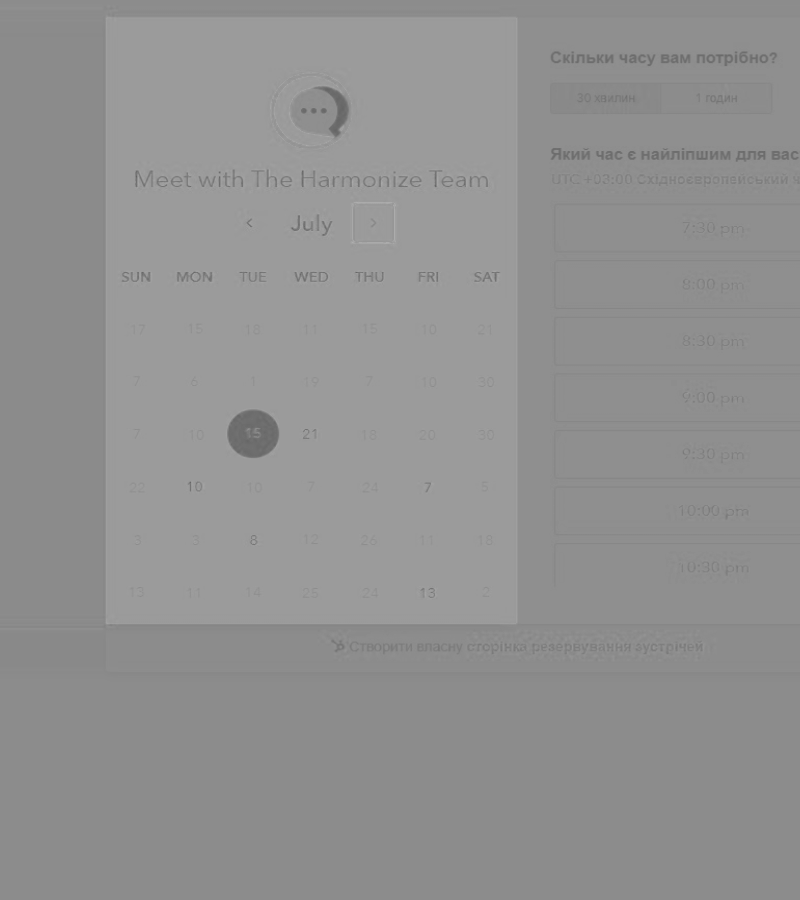 Meet with The Harmonize Team
July
SUN MON TUE WED THU FRI SAT
17 15 18 11 15 10 21
7 6 1 19 7 10 30
7 10 15 21 18 20 30
22 10 10 7 24 7 5
3 3 8 12 26 11 18
13 11 14 25 24 13 2
Скільки часу вам потрібно?
30 хвилин 1 годин
Який час є найліпшим для вас
UTC +03:00 Східноєвропейський
7:30 pm
8:00 pm
8:30 pm
9:00 pm
9:30 pm
10:00 pm
10:30 pm
Створити власну сторінка резервування зустрічей